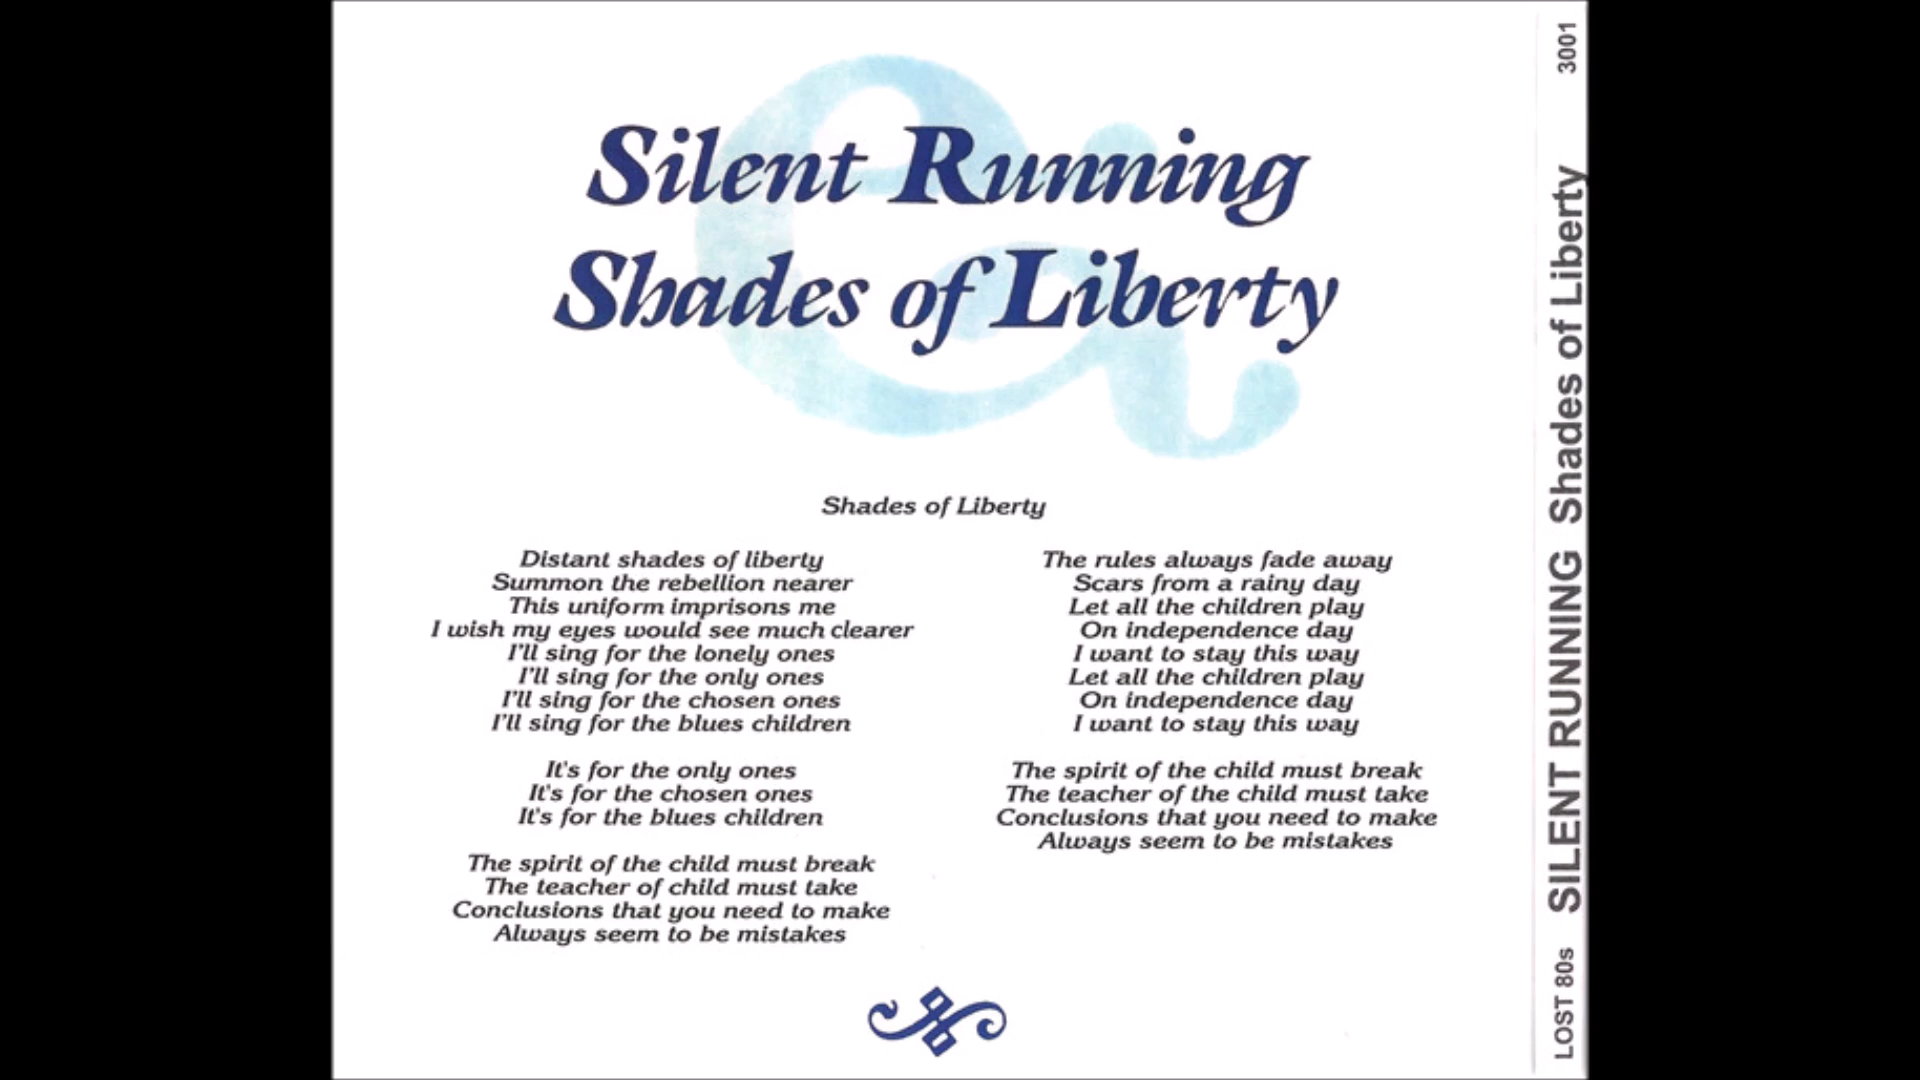 Silent Running
Shades of Liberty
Shades of Liberty
Distant shades of liberty
Summon the rebellion nearer
This uniform imprisons me
I wish my eyes would see much clearer
I'll sing for the lonely ones
I'll sing for the only ones
I'll sing for the chosen ones
I'll sing for the blues children
It's for the only ones
It's for the chosen ones
It's for the blues children
The spirit of the child must break
The teacher of child must take
Conclusions that you need to make
Always seem to be mistakes
The rules always fade away
Scars from a rainy day
Let all the children play
On independence day
I want to stay this way
Let all the children play
On independence day
I want to stay this way
The spirit of the child must break
The teacher of the child must take
Conclusions that you need to make
Always seem to be mistakes
LOST 80s SILENT RUNNING Shades of Liberty 3001